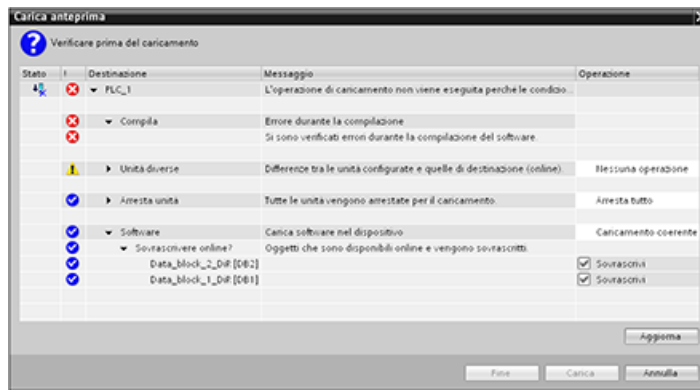 Carica anteprima
Verificare prima del caricamento
Stato ! Destinazione Messaggio Operazione
PLC_1 L'operazione di caricamento non viene eseguita perché le condizio...
Compila Errore durante la compilazione
Si sono verificati errori durante la compilazione del software.
Unità diverse Differenze tra le unità configurate e quelle di destinazione (online). Nessuna operazione
Arresta unità Tutte le unità vengono arrestate per il caricamento. Arresta tutto
Software Carica software nel dispositivo Caricamento coerente
Sovrascrivere online? Oggetti che sono disponibili online e vengono sovrascritti.
Data_block_2_Dif: [DB2] Sovrascrivi
Data_block_1_Dif: [DB1] Sovrascrivi
Aggiorna
Fine Carica Annulla